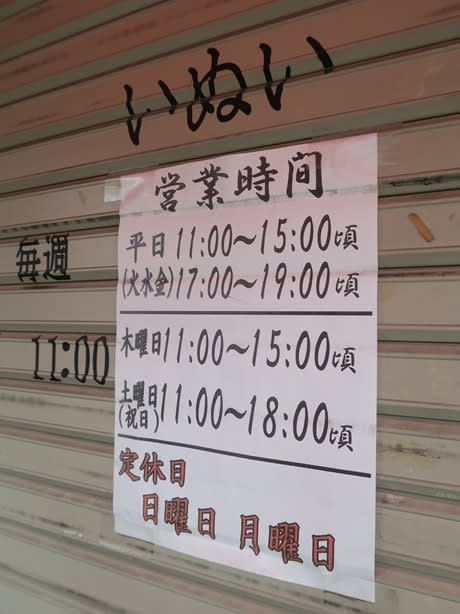 いぬい
営業時間
平日 11:00～15:00頃
(火水金)17:00～19:00頃
木曜日11:00～15:00頃
土曜日(祝日)11:00～18:00頃
定休日
日曜日 月曜日
毎週
11:00